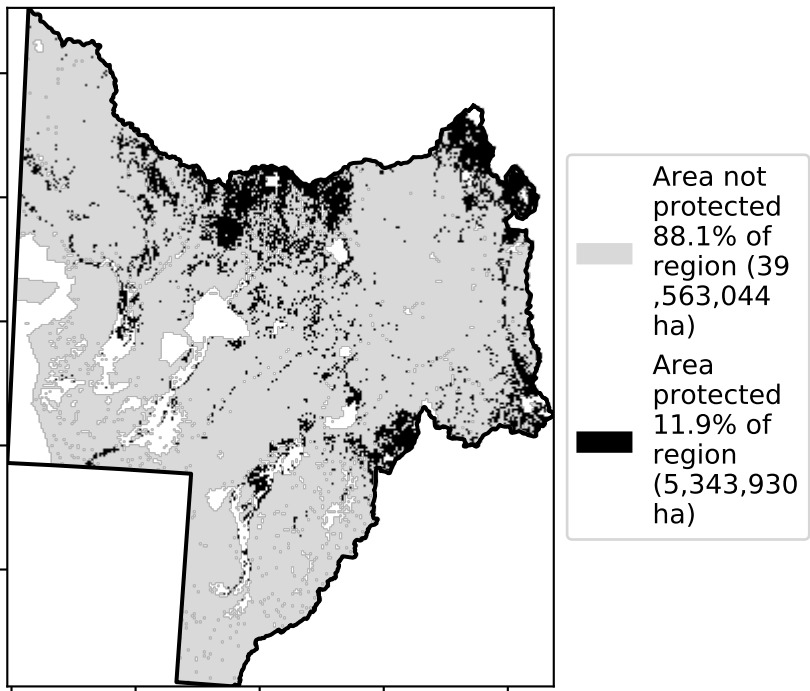 Area not
protected
88.1% of
region (39
,563,044
ha)
Area
protected
11.9% of
region
(5,343,930
ha)